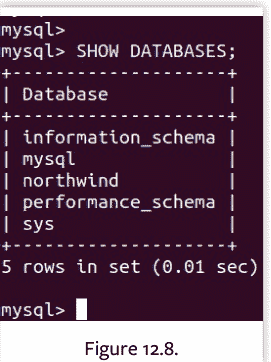 mysql>
mysql> SHOW DATABASES;
+--------------------+
| Database           |
+--------------------+
| information_schema |
| mysql              |
| northwind          |
| performance_schema |
| sys                |
+--------------------+
5 rows in set (0.01 sec)
mysql>
Figure 12.8.